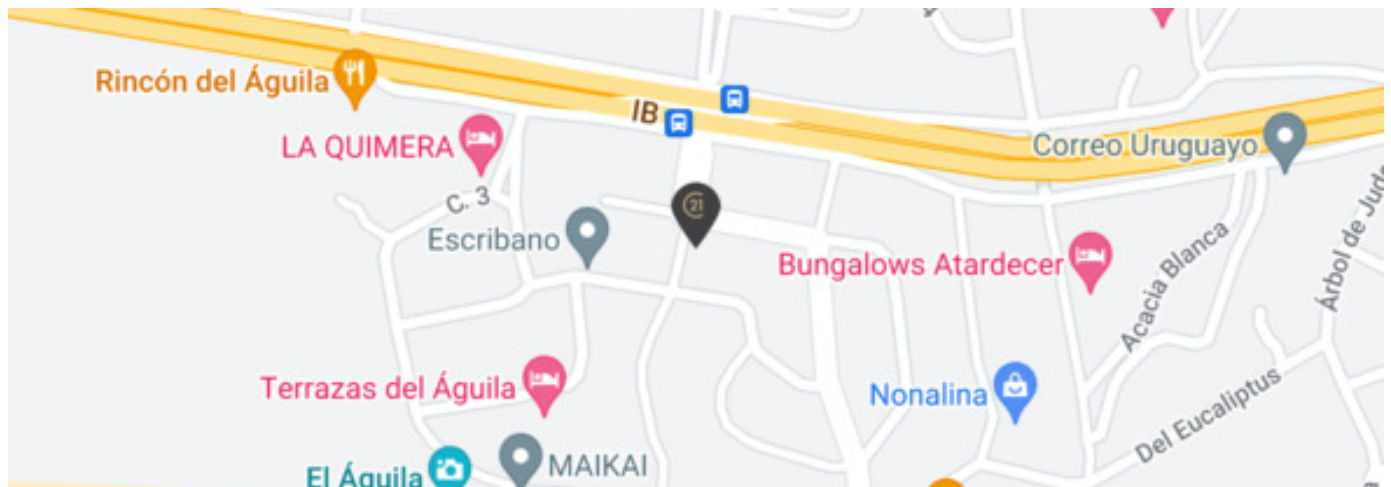 Rincón del Águila
IB
LA QUIMERA
Correo Uruguayo
C. 3
21
Escribano
Bungalows Atardecer
Acacia Blanca
Árbol de Jude
Terrazas del Águila
Nonalina
Del Eucaliptus
MAIKAI
El Águila